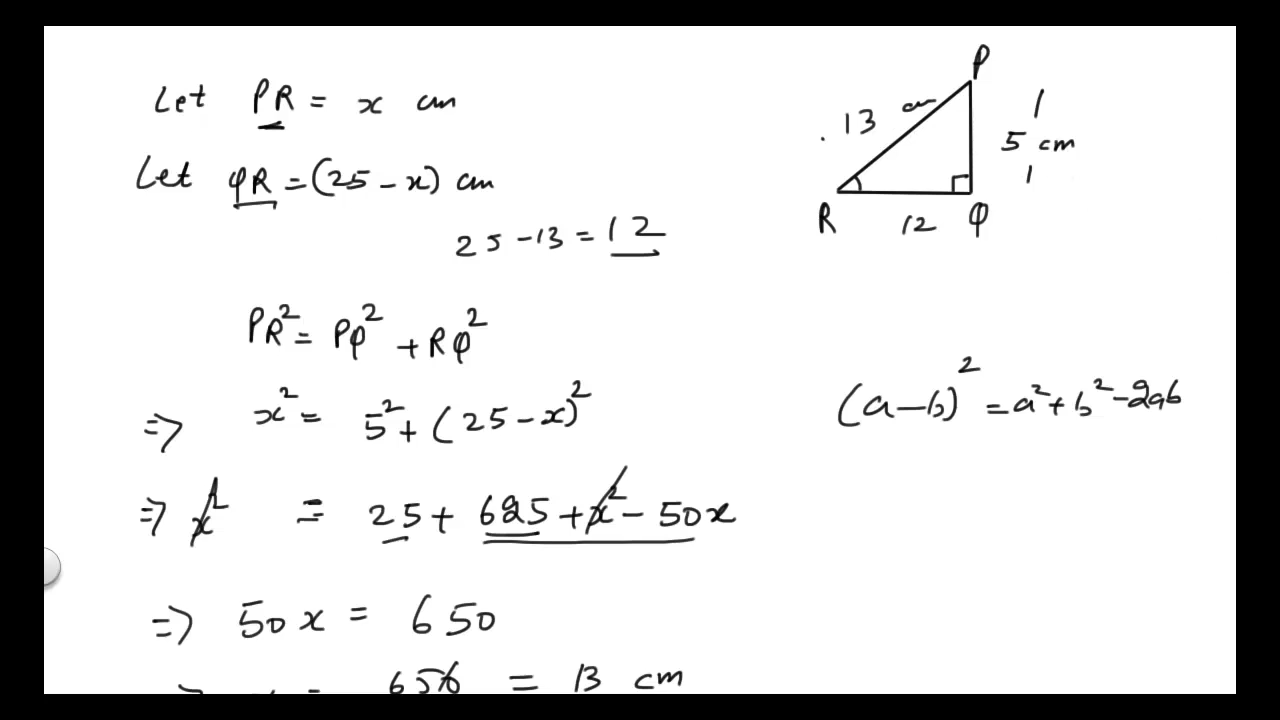 Let PR = x cm
Let QR = (25 - x) cm
25 - 13 = 12
P
13 cm
5 cm
R
12
Q
PR² = PQ² + RQ²
(a - b)² = a² + b² - 2ab
⇒ x² = 5² + (25 - x)²
⇒ x² = 25 + 625 + x² - 50x
⇒ 50x = 650
= 650 = 13 cm